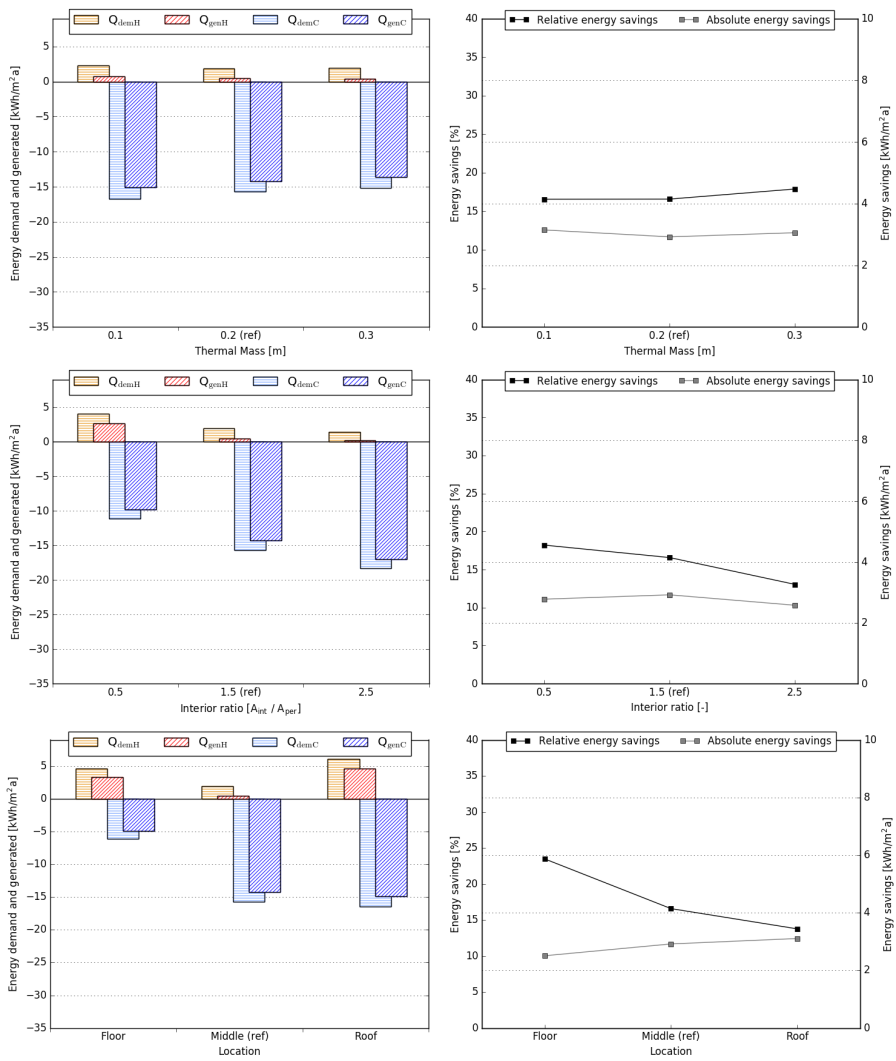 Q_demH Q_genH Q_demC Q_genC
Energy demand and generated [kWh/m²a]
5
0
−5
−10
−15
−20
−25
−30
−35
0.1 0.2 (ref) 0.3
Thermal Mass [m]
Relative energy savings Absolute energy savings
Energy savings [%]
40
35
30
25
20
15
10
5
0
Energy savings [kWh/m²a]
10
8
6
4
2
0
0.1 0.2 (ref) 0.3
Thermal Mass [m]
Q_demH Q_genH Q_demC Q_genC
Energy demand and generated [kWh/m²a]
5
0
−5
−10
−15
−20
−25
−30
−35
0.5 1.5 (ref) 2.5
Interior ratio [A_int / A_per]
Relative energy savings Absolute energy savings
Energy savings [%]
40
35
30
25
20
15
10
5
0
Energy savings [kWh/m²a]
10
8
6
4
2
0
0.5 1.5 (ref) 2.5
Interior ratio [-]
Q_demH Q_genH Q_demC Q_genC
Energy demand and generated [kWh/m²a]
5
0
−5
−10
−15
−20
−25
−30
−35
Floor Middle (ref) Roof
Location
Relative energy savings Absolute energy savings
Energy savings [%]
40
35
30
25
20
15
10
5
0
Energy savings [kWh/m²a]
10
8
6
4
2
0
Floor Middle (ref) Roof
Location